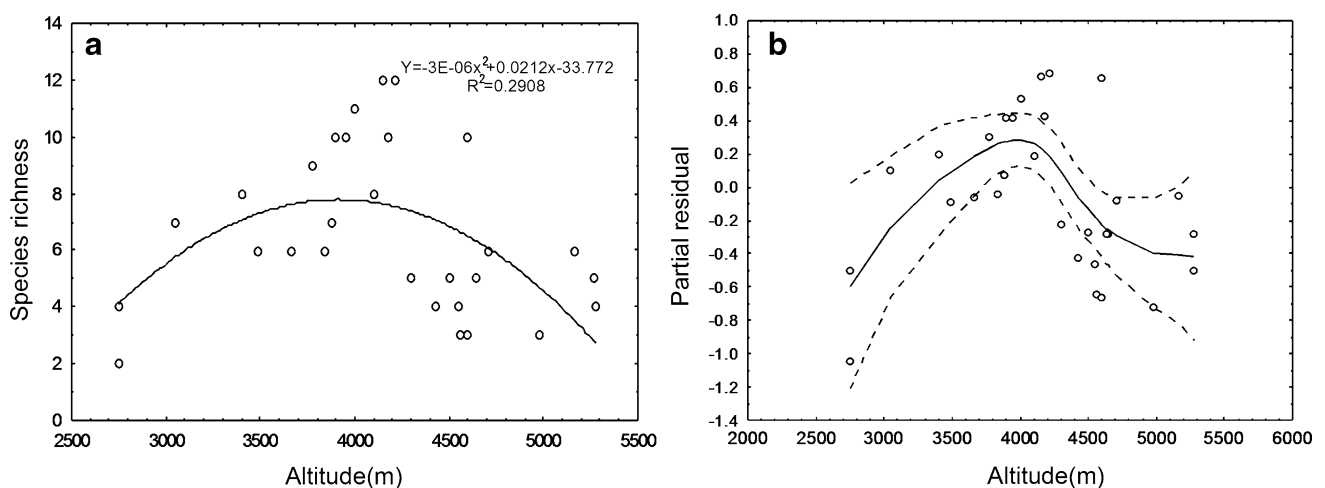 a
Y=-3E-06x²+0.0212x-33.772
R²=0.2908
14
12
10
8
6
4
2
0
Species richness
2500 3000 3500 4000 4500 5000 5500
Altitude(m)
b
1.0
0.8
0.6
0.4
0.2
0.0
-0.2
-0.4
-0.6
-0.8
-1.0
-1.2
-1.4
Partial residual
2000 2500 3000 3500 4000 4500 5000 5500 6000
Altitude(m)